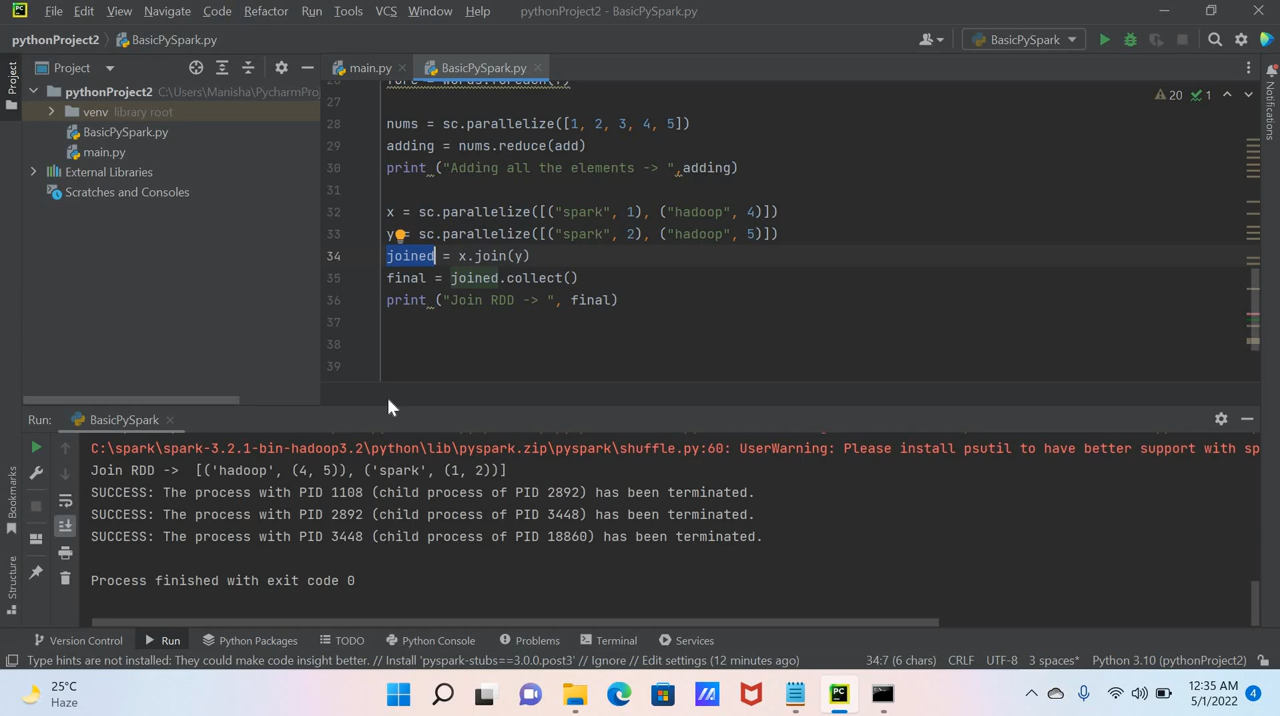 File Edit View Navigate Code Refactor Run Tools VCS Window Help pythonProject2 - BasicPySpark.py
pythonProject2 BasicPySpark.py BasicPySpark
Project
main.py
BasicPySpark.py
pythonProject2 C:\Users\Manisha\PycharmProj
venv library root
BasicPySpark.py
main.py
External Libraries
Scratches and Consoles
Project
Bookmarks
Structure
Notifications
20 1
27
28 nums = sc.parallelize([1, 2, 3, 4, 5])
29 adding = nums.reduce(add)
30 print ("Adding all the elements -> ",adding)
31
32 x = sc.parallelize([("spark", 1), ("hadoop", 4)])
33 y = sc.parallelize([("spark", 2), ("hadoop", 5)])
34 joined = x.join(y)
35 final = joined.collect()
36 print ("Join RDD -> ", final)
37
38
39
Run: BasicPySpark
C:\spark\spark-3.2.1-bin-hadoop3.2\python\lib\pyspark.zip\pyspark\shuffle.py:60: UserWarning: Please install psutil to have better support with sp
Join RDD -> [('hadoop', (4, 5)), ('spark', (1, 2))]
SUCCESS: The process with PID 1108 (child process of PID 2892) has been terminated.
SUCCESS: The process with PID 2892 (child process of PID 3448) has been terminated.
SUCCESS: The process with PID 3448 (child process of PID 18860) has been terminated.
Process finished with exit code 0
Version Control Run Python Packages TODO Python Console Problems Terminal Services
Type hints are not installed: They could make code insight better. // Install 'pyspark-stubs==3.0.0.post3' // Ignore // Edit settings (12 minutes ago) 34:7 (6 chars) CRLF UTF-8 3 spaces* Python 3.10 (pythonProject2)
25°C
Haze
12:35 AM
5/1/2022
4